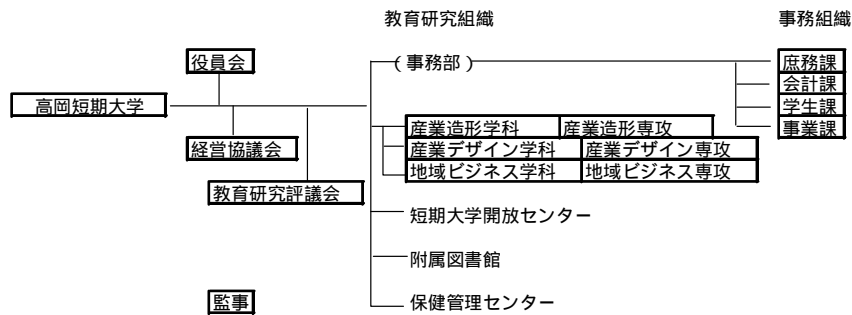 教育研究組織 事務組織
役員会 (事務部) 庶務課
会計課
高岡短期大学 学生課
産業造形学科 産業造形専攻 事業課
経営協議会 産業デザイン学科 産業デザイン専攻
地域ビジネス学科 地域ビジネス専攻
教育研究評議会
短期大学開放センター
附属図書館
監事 保健管理センター